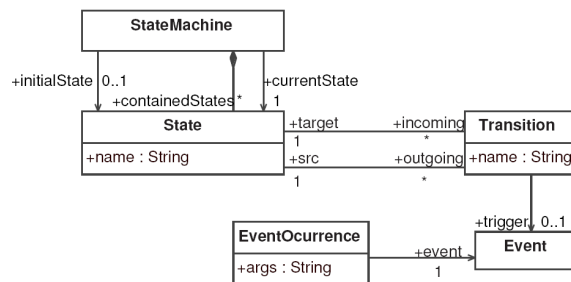 StateMachine
+initialState 0..1 +currentState
+containedStates * 1
State +target +incoming Transition
1 *
+name : String +src +outgoing +name : String
1 *
+trigger 0..1
EventOcurrence +event Event
+args : String 1